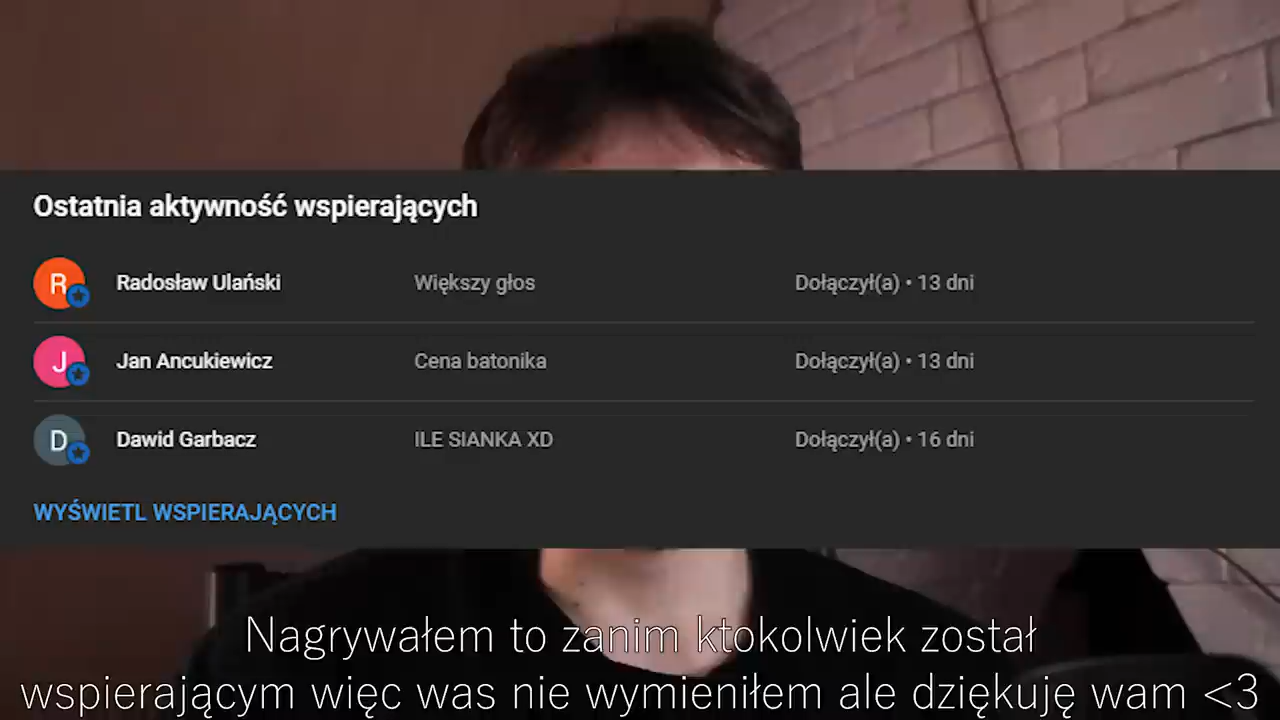 Ostatnia aktywność wspierających
R Radosław Ulański Większy głos Dołączył(a) • 13 dni
J Jan Ancukiewicz Cena batonika Dołączył(a) • 13 dni
D Dawid Garbacz ILE SIANKA XD Dołączył(a) • 16 dni
WYŚWIETL WSPIERAJĄCYCH
Nagrywałem to zanim ktokolwiek został
wspierającym więc was nie wymieniłem ale dziękuję wam <3